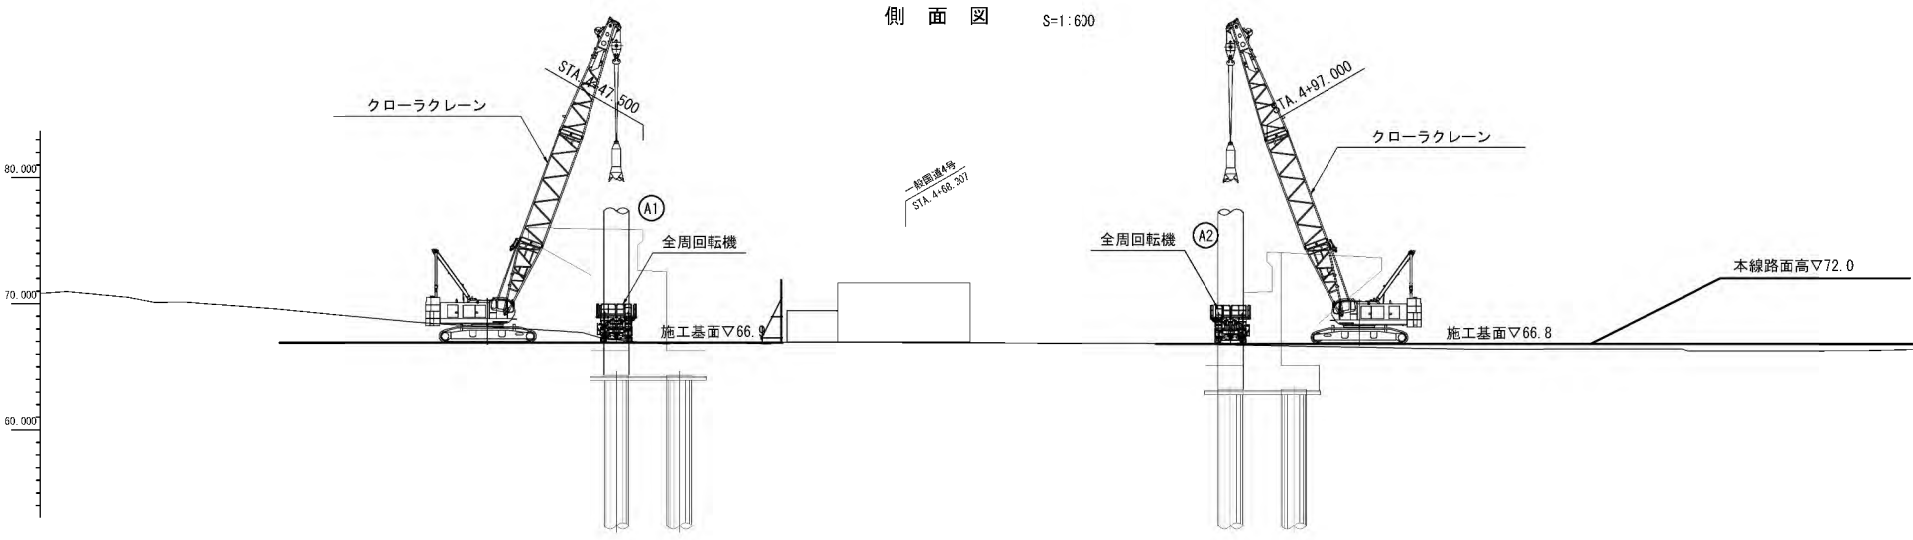 側面図 S=1:600
STA.4+47.500
STA.4+97.000
クローラクレーン
クローラクレーン
80.000
一般国道4号
STA.4+68.307
A1
A2
全周回転機
全周回転機
本線路面高▽72.0
70.000
施工基面▽66.9
施工基面▽66.8
60.000